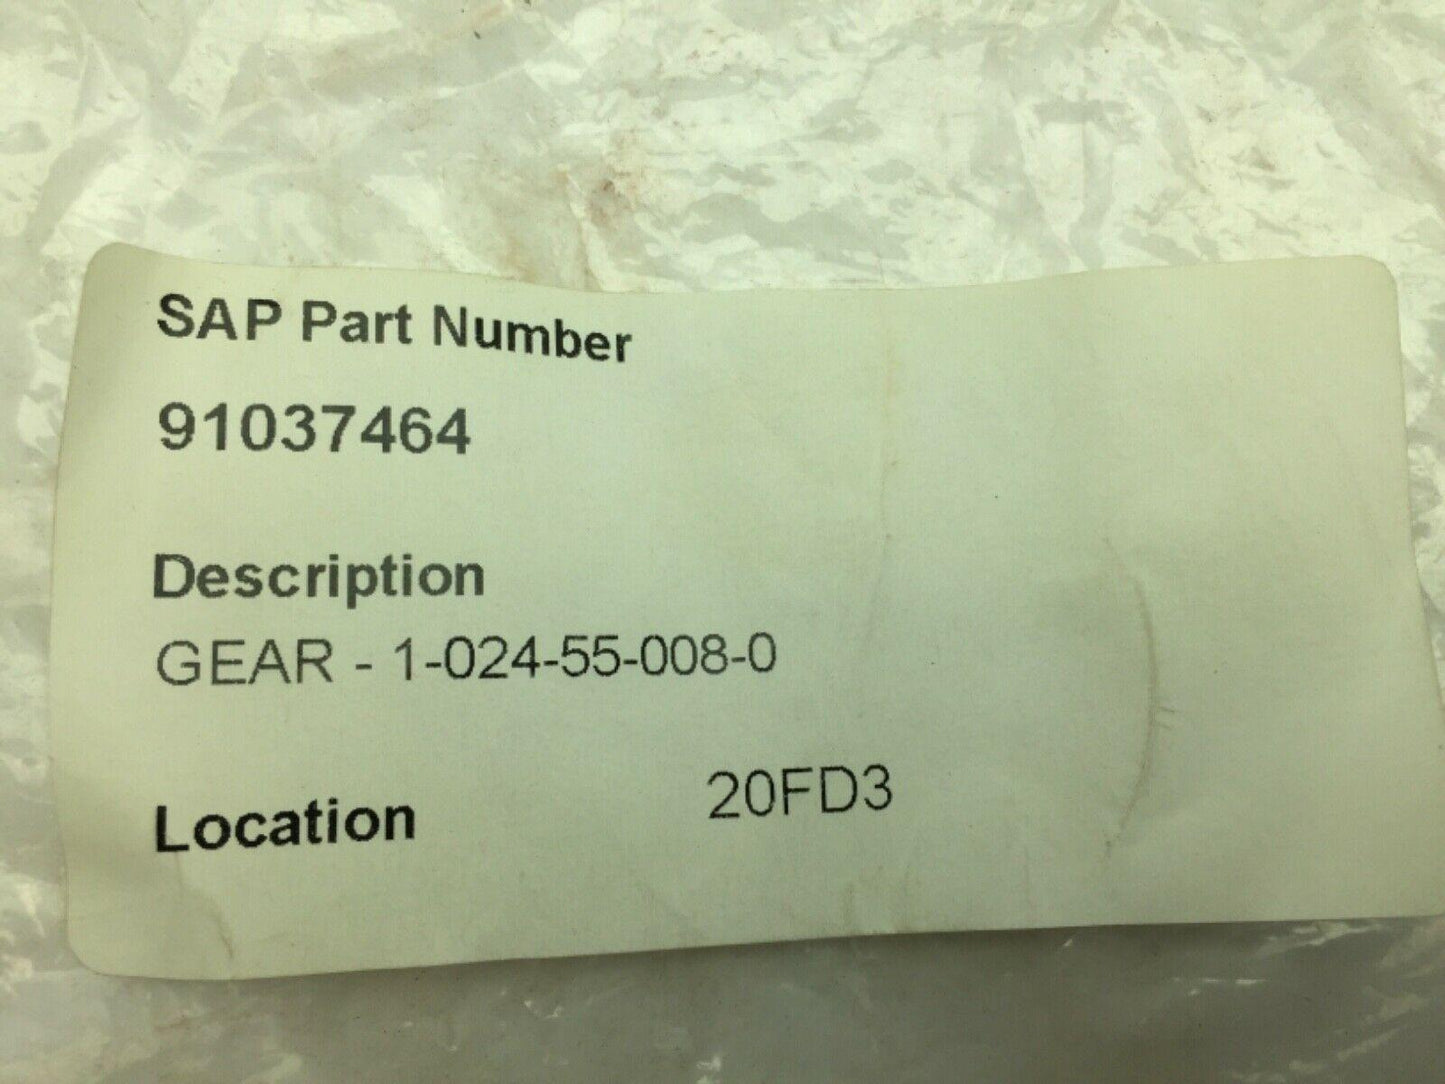 SAP Part Number
91037464
Description
GEAR - 1-024-55-008-0
Location 20FD3